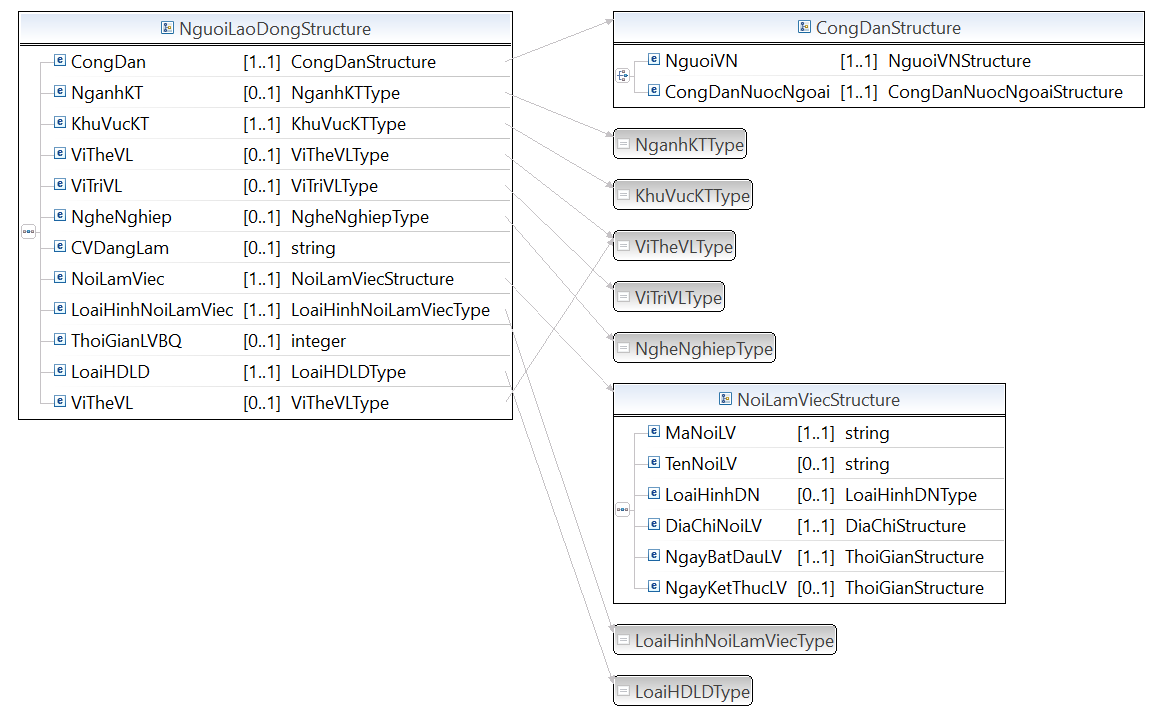 NguoiLaoDongStructure
CongDan [1..1] CongDanStructure
NganhKT [0..1] NganhKTType
KhuVucKT [1..1] KhuVucKTType
ViTheVL [0..1] ViTheVLType
ViTriVL [0..1] ViTriVLType
NgheNghiep [0..1] NgheNghiepType
CVDangLam [0..1] string
NoiLamViec [1..1] NoiLamViecStructure
LoaiHinhNoiLamViec [1..1] LoaiHinhNoiLamViecType
ThoiGianLVBQ [0..1] integer
LoaiHDLD [1..1] LoaiHDLDType
ViTheVL [0..1] ViTheVLType
CongDanStructure
NguoiVN [1..1] NguoiVNStructure
CongDanNuocNgoai [1..1] CongDanNuocNgoaiStructure
NganhKTType
KhuVucKTType
ViTheVLType
ViTriVLType
NgheNghiepType
NoiLamViecStructure
MaNoiLV [1..1] string
TenNoiLV [0..1] string
LoaiHinhDN [0..1] LoaiHinhDNType
DiaChiNoiLV [1..1] DiaChiStructure
NgayBatDauLV [1..1] ThoiGianStructure
NgayKetThucLV [0..1] ThoiGianStructure
LoaiHinhNoiLamViecType
LoaiHDLDType